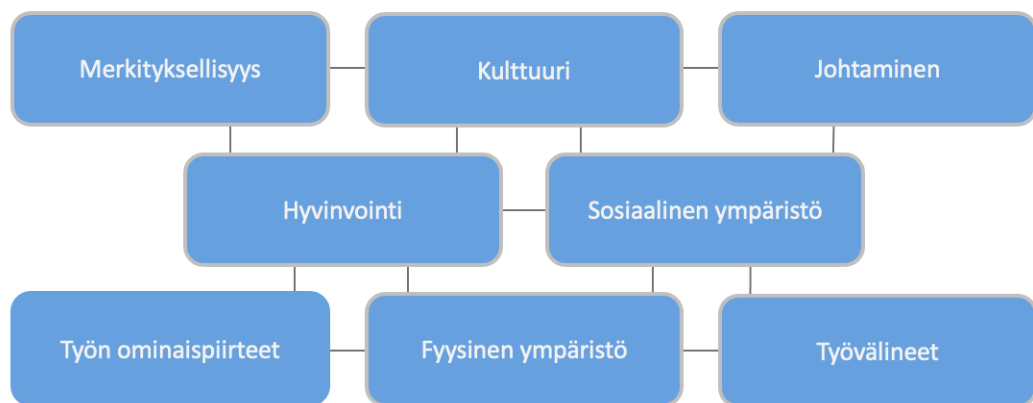 Merkityksellisyys
Kulttuuri
Johtaminen
Hyvinvointi
Sosiaalinen ympäristö
Työn ominaispiirteet
Fyysinen ympäristö
Työvälineet